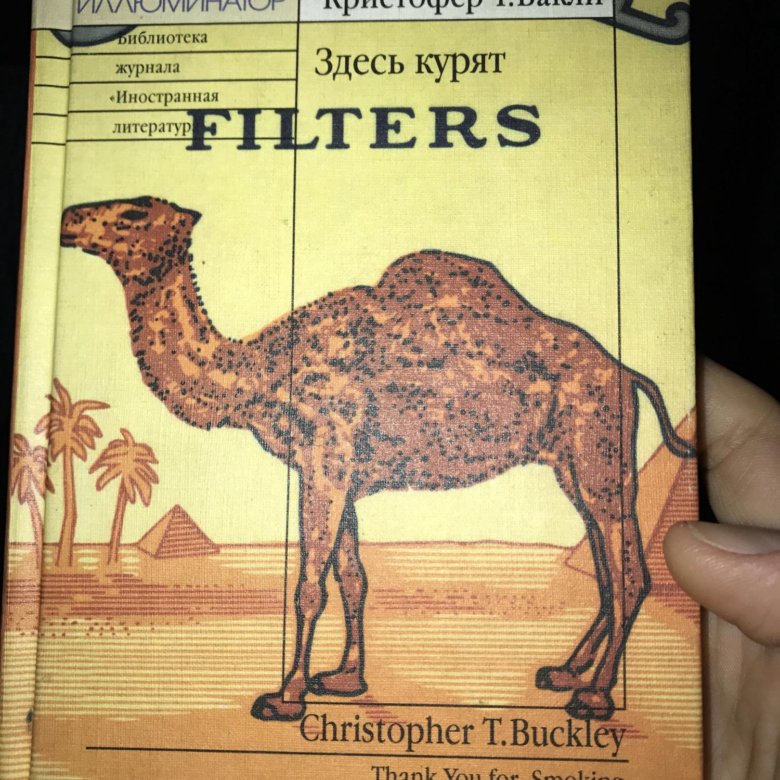 ИЛЛЮМИНАТОР
Кристофер Т.Бакли
Библиотека
журнала
«Иностранная
литература
Здесь курят
FILTERS
Christopher T.Buckley
Thank You for Smoking